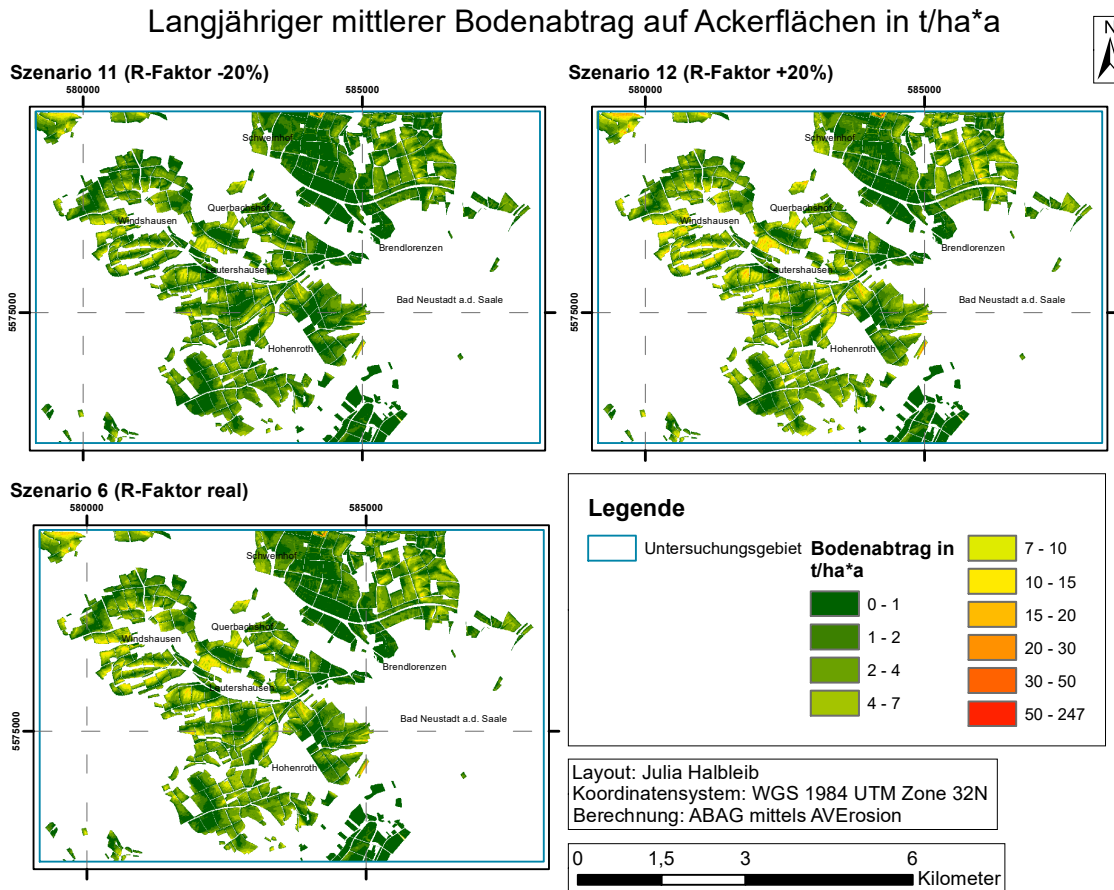 Langjähriger mittlerer Bodenabtrag auf Ackerflächen in t/ha*a
N
Szenario 11 (R-Faktor -20%)
580000
585000
5575000
Schweinhof
Querbachshof
Windshausen
Brendlorenzen
Leutershausen
Bad Neustadt a.d. Saale
Hohenroth
Szenario 12 (R-Faktor +20%)
580000
585000
5575000
Schweinhof
Querbachshof
Windshausen
Brendlorenzen
Leutershausen
Bad Neustadt a.d. Saale
Hohenroth
Szenario 6 (R-Faktor real)
580000
585000
5575000
Schweinhof
Querbachshof
Windshausen
Brendlorenzen
Leutershausen
Bad Neustadt a.d. Saale
Hohenroth
Legende
Untersuchungsgebiet
Bodenabtrag in
t/ha*a
0 - 1
1 - 2
2 - 4
4 - 7
7 - 10
10 - 15
15 - 20
20 - 30
30 - 50
50 - 247
Layout: Julia Halbleib
Koordinatensystem: WGS 1984 UTM Zone 32N
Berechnung: ABAG mittels AVErosion
0 1,5 3 6
Kilometer